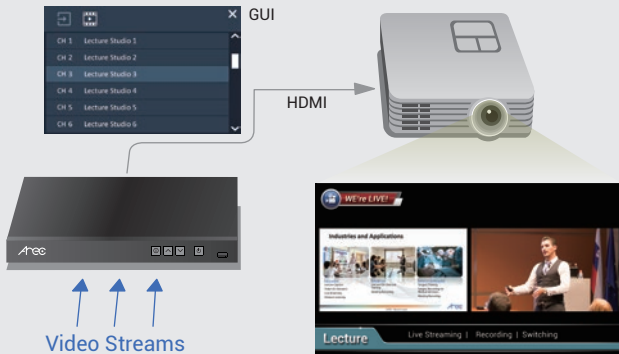 GUI
CH 1 Lecture Studio 1
CH 2 Lecture Studio 2
CH 3 Lecture Studio 3
CH 4 Lecture Studio 4
CH 5 Lecture Studio 5
CH 6 Lecture Studio 6
HDMI
Arec
Video Streams
WE're LIVE!
Industries and Applications
Lecture
Live Streaming | Recording | Switching